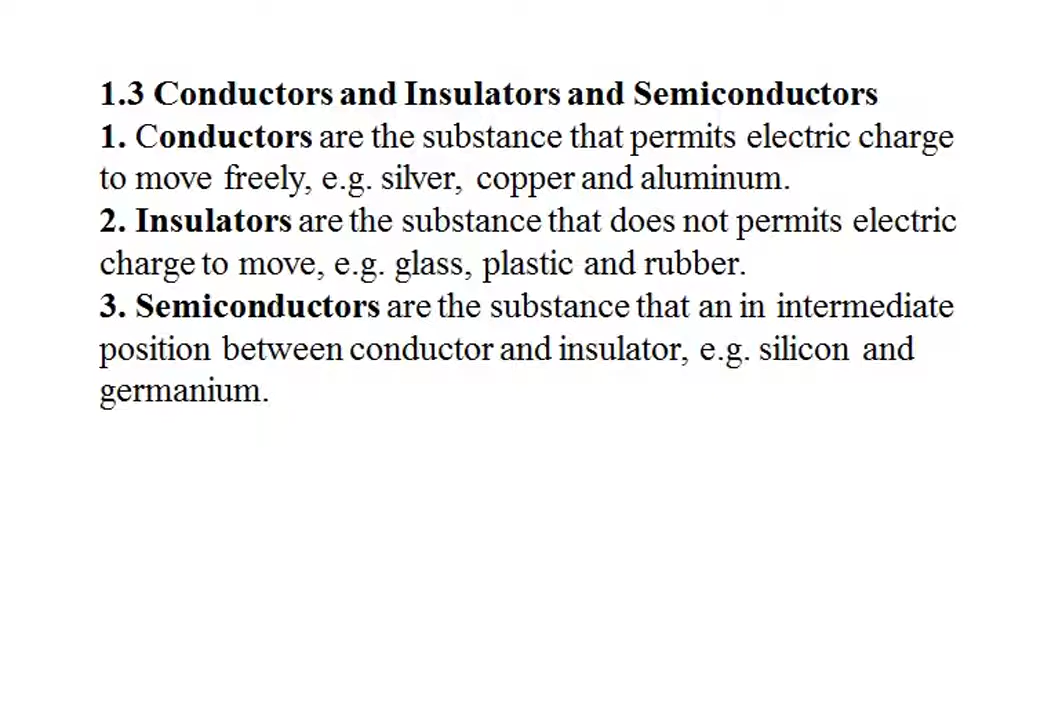 1.3 Conductors and Insulators and Semiconductors
1. Conductors are the substance that permits electric charge
to move freely, e.g. silver, copper and aluminum.
2. Insulators are the substance that does not permits electric
charge to move, e.g. glass, plastic and rubber.
3. Semiconductors are the substance that an in intermediate
position between conductor and insulator, e.g. silicon and
germanium.